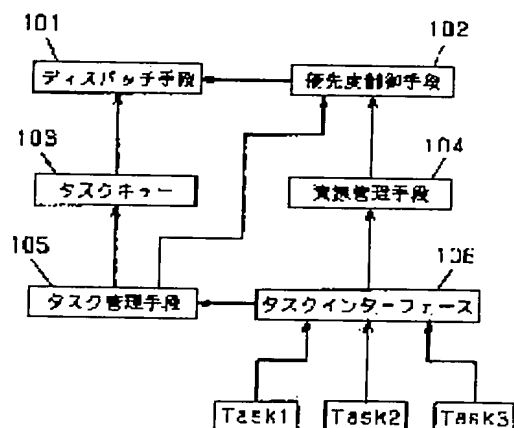 101
102
ディスパッチ手段
優先度制御手段
103
104
タスクキュー
資源管理手段
105
106
タスク管理手段
タスクインターフェース
Task1
Task2
Task3